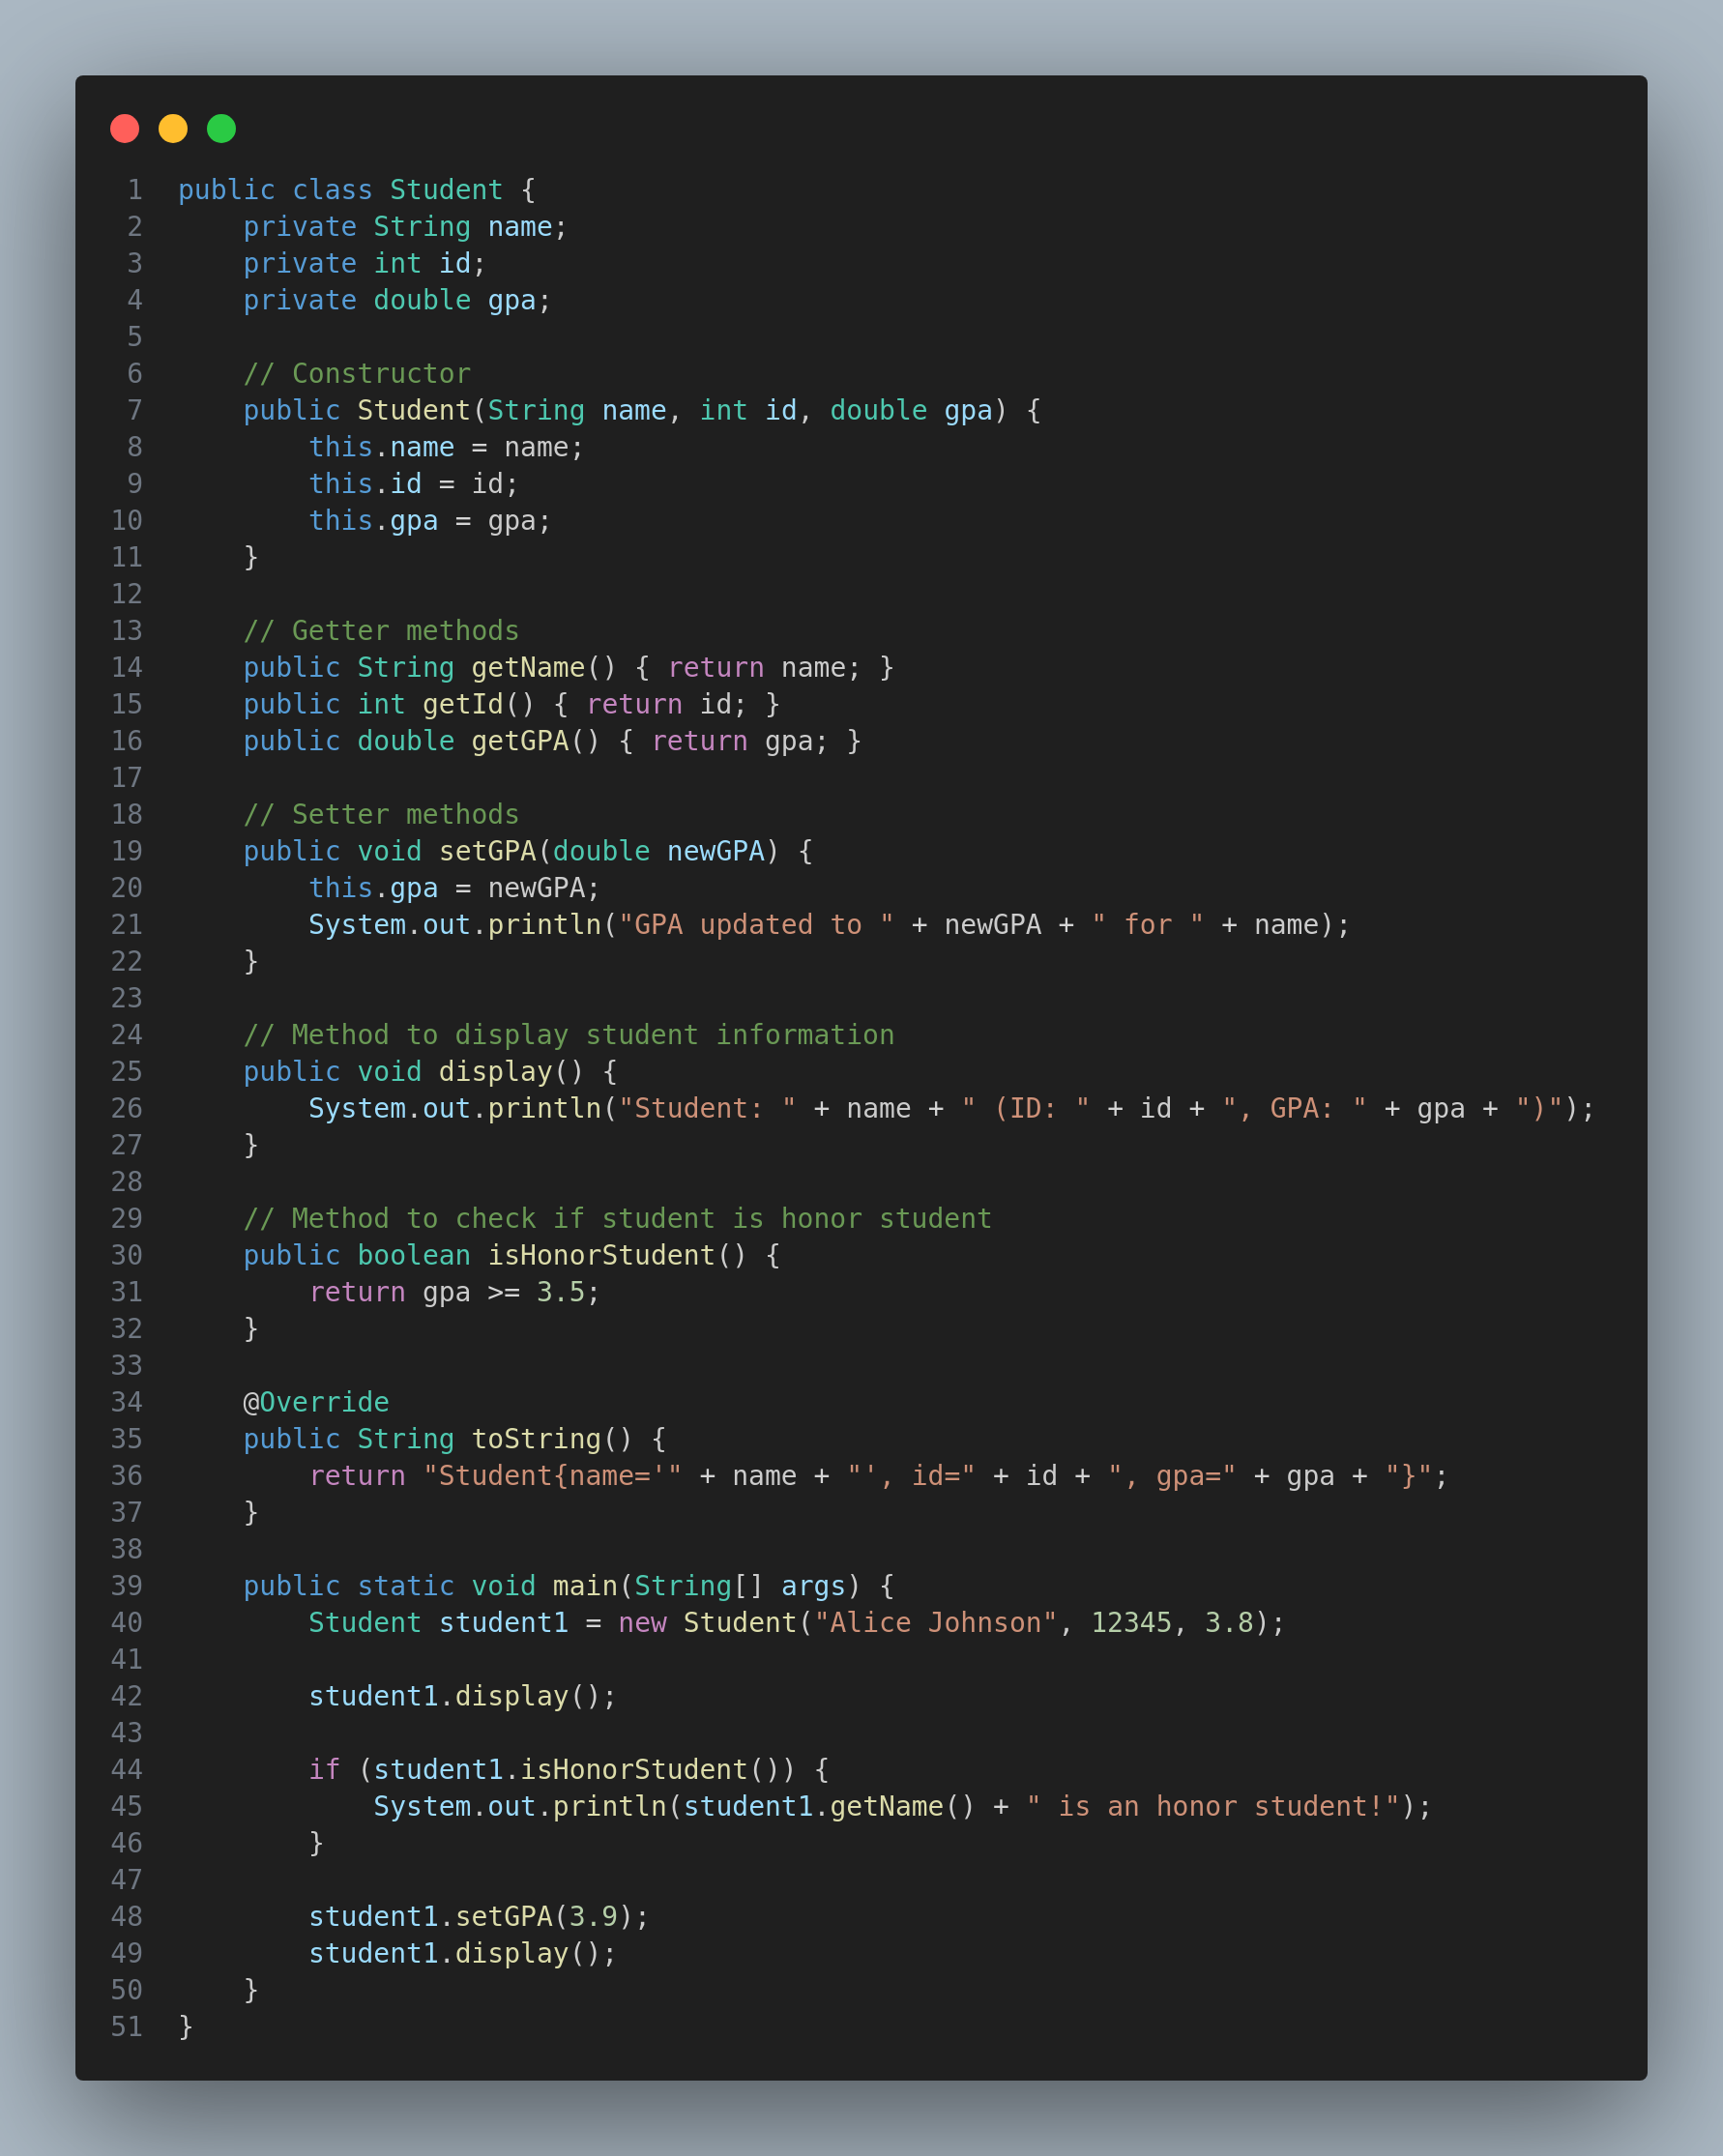 1 public class Student {
2     private String name;
3     private int id;
4     private double gpa;
5
6     // Constructor
7     public Student(String name, int id, double gpa) {
8         this.name = name;
9         this.id = id;
10         this.gpa = gpa;
11     }
12
13     // Getter methods
14     public String getName() { return name; }
15     public int getId() { return id; }
16     public double getGPA() { return gpa; }
17
18     // Setter methods
19     public void setGPA(double newGPA) {
20         this.gpa = newGPA;
21         System.out.println("GPA updated to " + newGPA + " for " + name);
22     }
23
24     // Method to display student information
25     public void display() {
26         System.out.println("Student: " + name + " (ID: " + id + ", GPA: " + gpa + ")");
27     }
28
29     // Method to check if student is honor student
30     public boolean isHonorStudent() {
31         return gpa >= 3.5;
32     }
33
34     @Override
35     public String toString() {
36         return "Student{name='" + name + "', id=" + id + ", gpa=" + gpa + "}";
37     }
38
39     public static void main(String[] args) {
40         Student student1 = new Student("Alice Johnson", 12345, 3.8);
41
42         student1.display();
43
44         if (student1.isHonorStudent()) {
45             System.out.println(student1.getName() + " is an honor student!");
46         }
47
48         student1.setGPA(3.9);
49         student1.display();
50     }
51 }